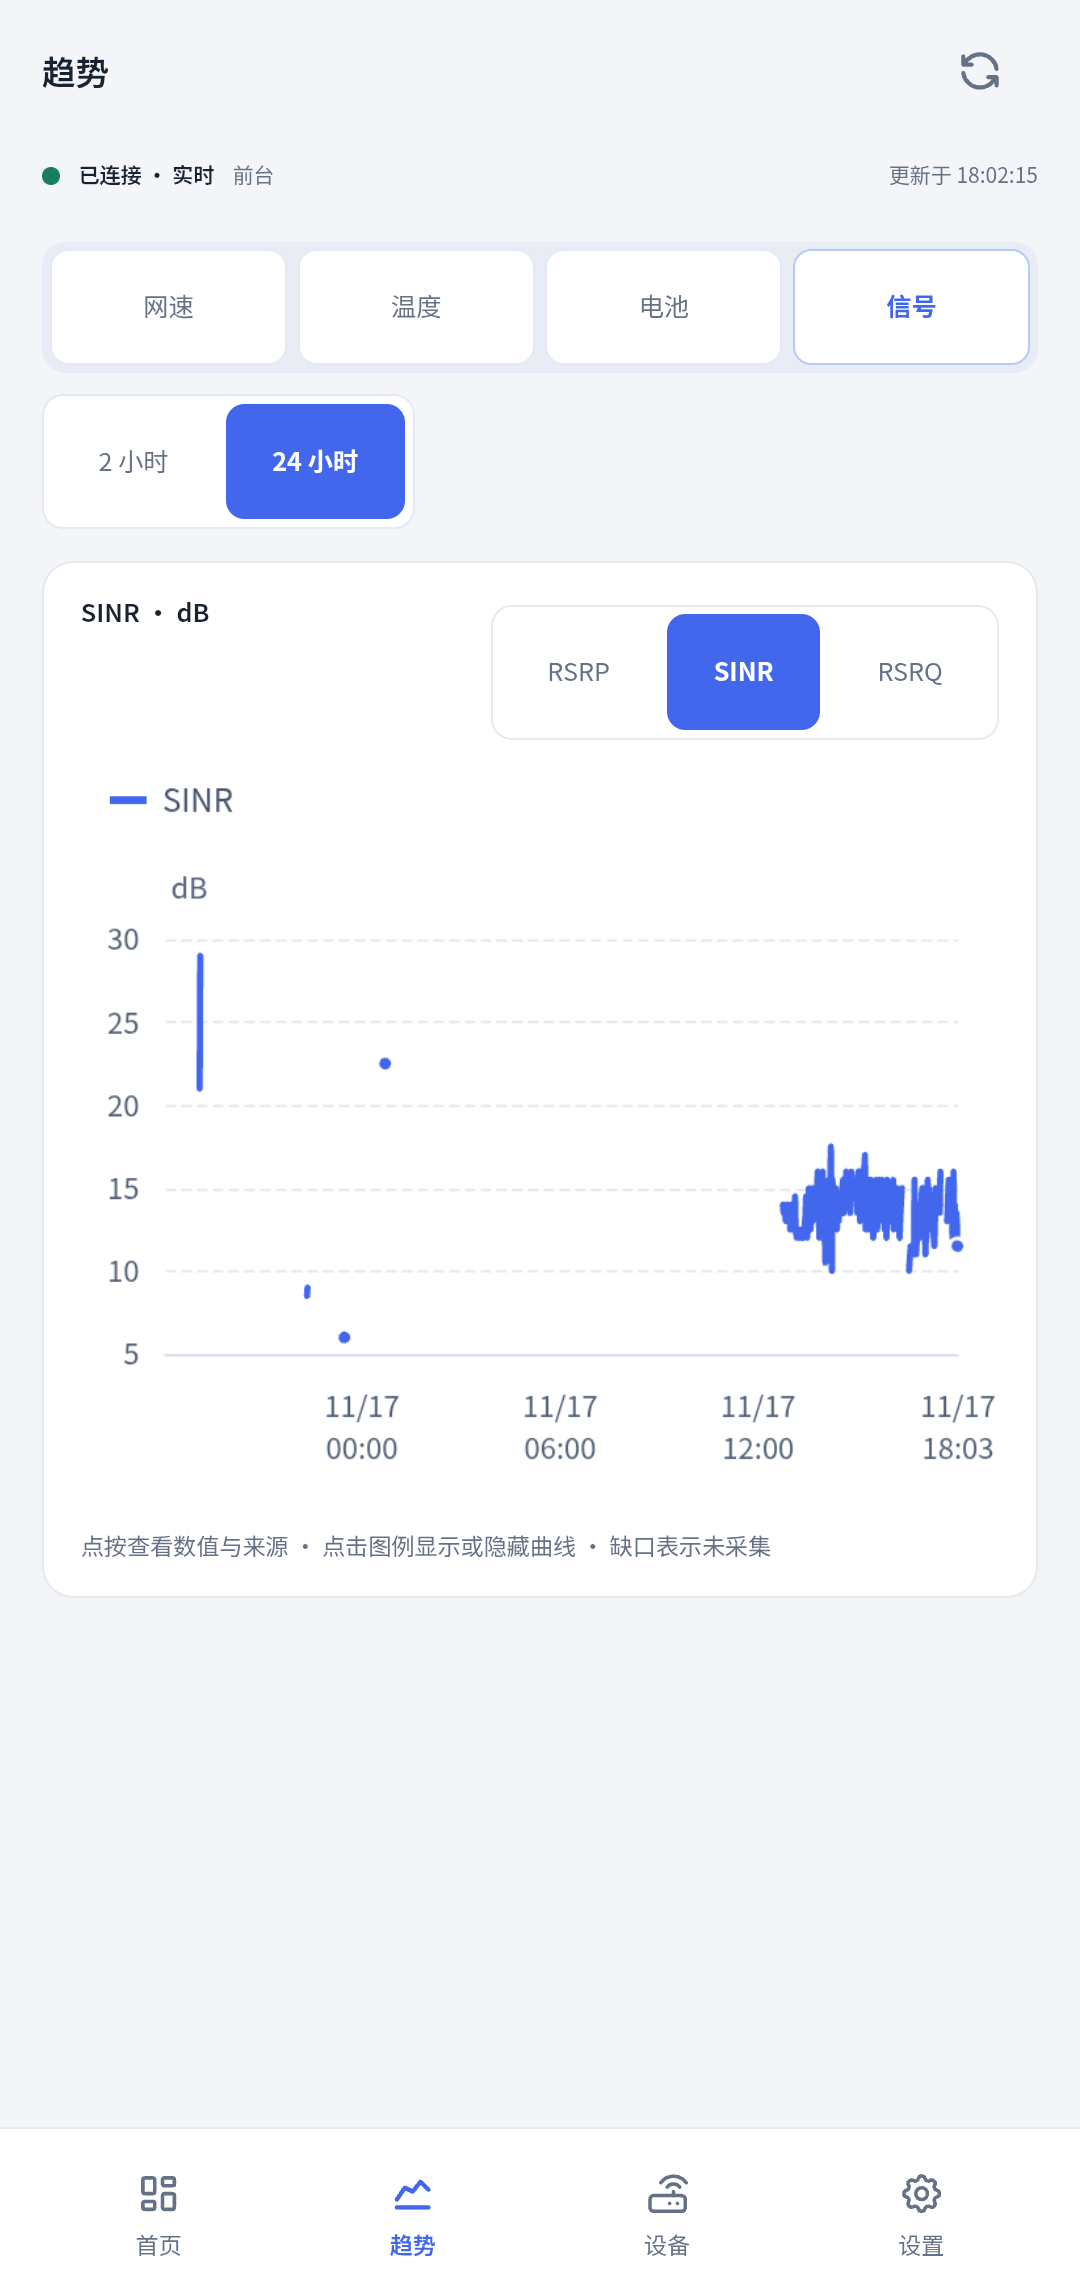 趋势
已连接 • 实时 前台 更新于 18:02:15
网速 温度 电池 信号
2 小时 24 小时
SINR • dB
RSRP SINR RSRQ
SINR
dB
30
25
20
15
10
5
11/17 11/17 11/17 11/17
00:00 06:00 12:00 18:03
点按查看数值与来源 • 点击图例显示或隐藏曲线 • 缺口表示未采集
首页 趋势 设备 设置